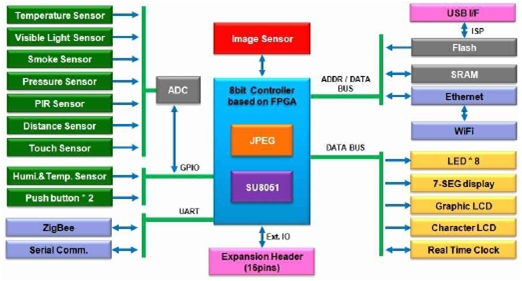 Temperature Sensor
Visible Light Sensor
Smoke Sensor
Pressure Sensor
PIR Sensor
Distance Sensor
Touch Sensor
Humi.&Temp. Sensor
Push button * 2
ZigBee
Serial Comm.
ADC
GPIO
UART
Image Sensor
8bit Controller
based on FPGA
JPEG
SU8051
Ext. IO
Expansion Header
(16pins)
ADDR / DATA
BUS
DATA BUS
USB I/F
ISP
Flash
SRAM
Ethernet
WiFi
LED * 8
7-SEG display
Graphic LCD
Character LCD
Real Time Clock